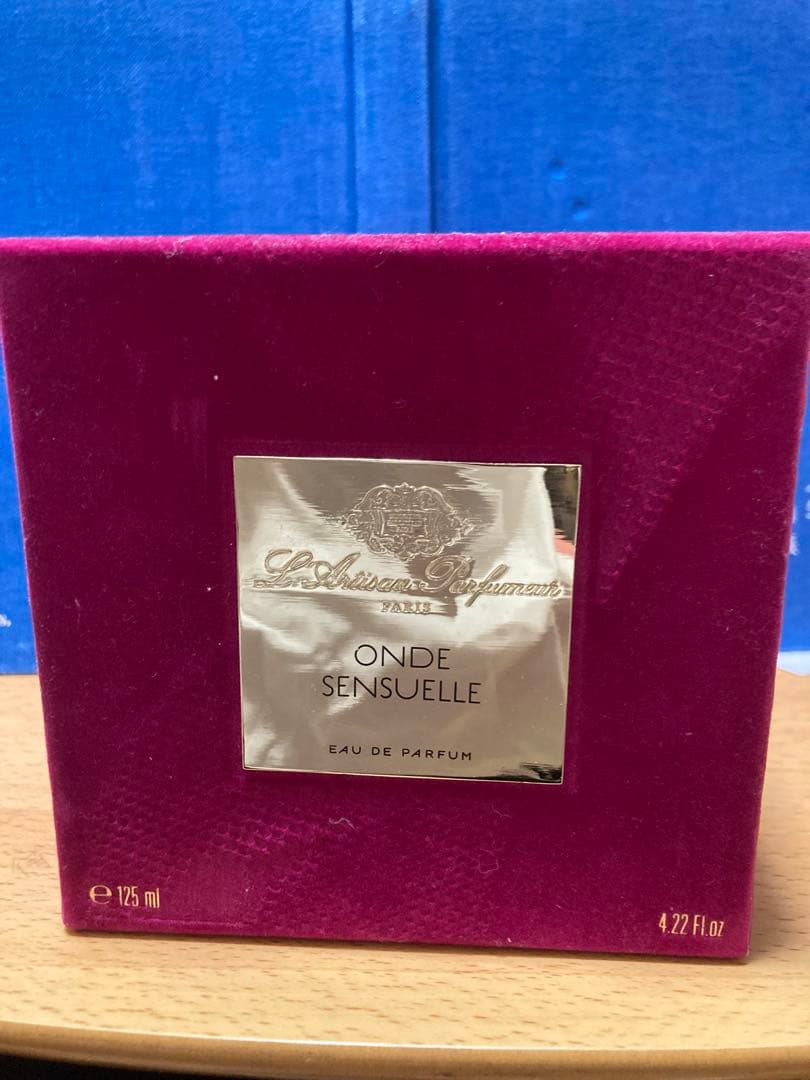 L'Artisan Parfumeur
PARIS
ONDE
SENSUELLE
EAU DE PARFUM
℮ 125 ml
4.22 Fl.oz